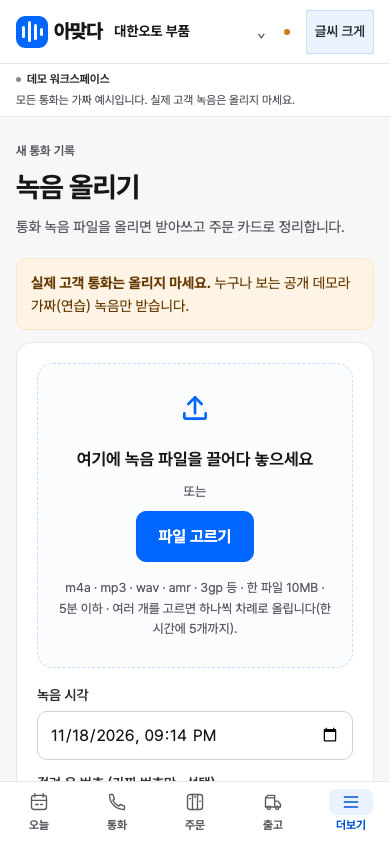 아맞다 대한오토 부품 글씨 크게
데모 워크스페이스
모든 통화는 가짜 예시입니다. 실제 고객 녹음은 올리지 마세요.
새 통화 기록
녹음 올리기
통화 녹음 파일을 올리면 받아쓰고 주문 카드로 정리합니다.
실제 고객 통화는 올리지 마세요. 누구나 보는 공개 데모라
가짜(연습) 녹음만 받습니다.
여기에 녹음 파일을 끌어다 놓으세요
또는
파일 고르기
m4a · mp3 · wav · amr · 3gp 등 · 한 파일 10MB ·
5분 이하 · 여러 개를 고르면 하나씩 차례로 올립니다(한
시간에 5개까지).
녹음 시각
11/18/2026, 09:14 PM
오늘 통화 주문 출고 더보기